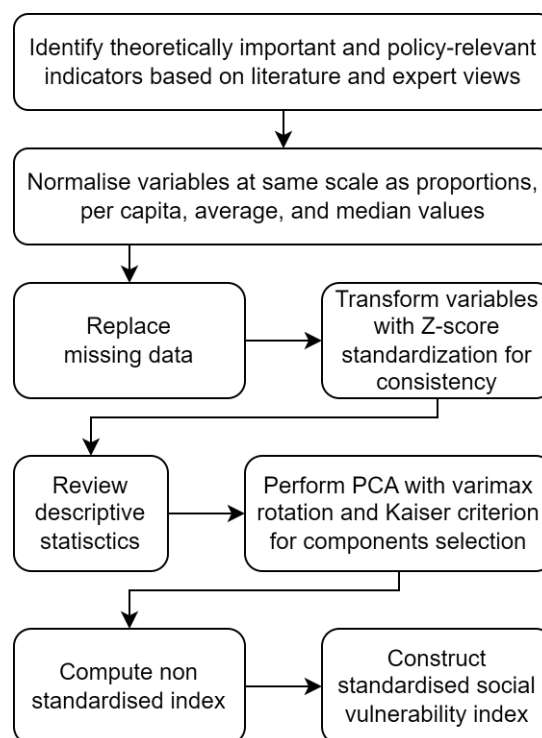 Identify theoretically important and policy-relevant
indicators based on literature and expert views
Normalise variables at same scale as proportions,
per capita, average, and median values
Replace
missing data
Transform variables
with Z-score
standardization for
consistency
Review
descriptive
statisctics
Perform PCA with varimax
rotation and Kaiser criterion
for components selection
Compute non
standardised index
Construct
standardised social
vulnerability index